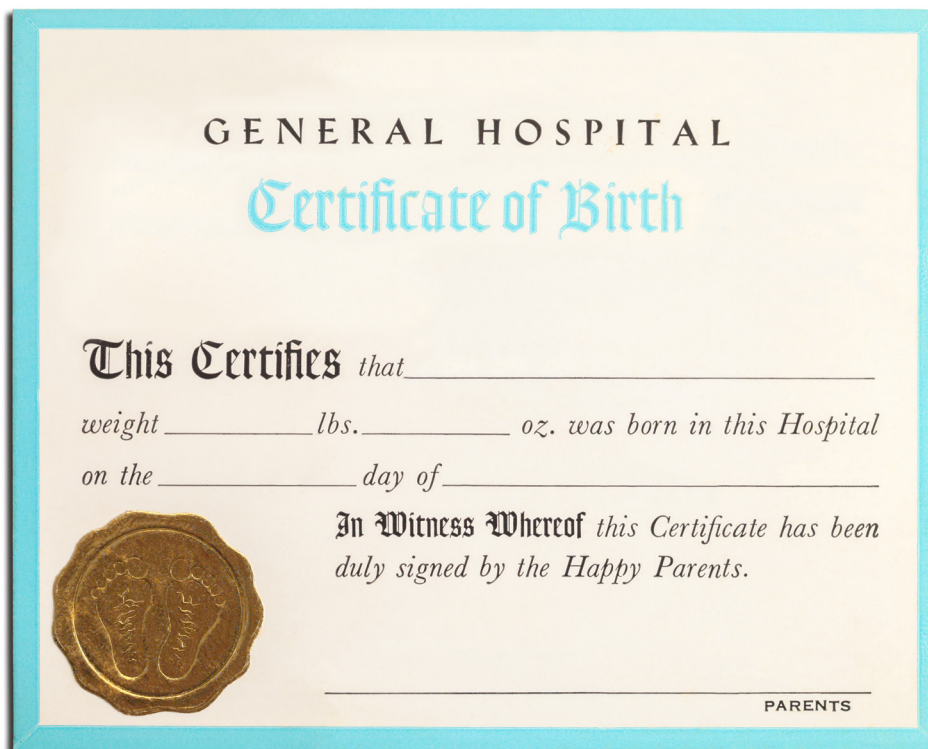 GENERAL HOSPITAL
Certificate of Birth
This Certifies that
weight lbs. oz. was born in this Hospital
on the day of
In Witness Whereof this Certificate has been
duly signed by the Happy Parents.
PARENTS